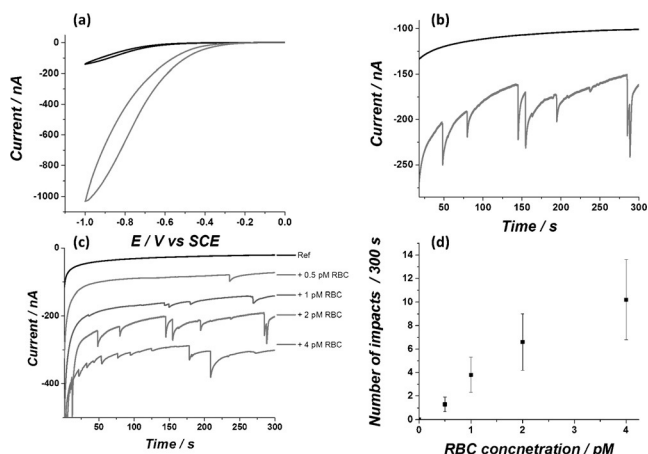 (a)
0
-200
-400
-600
-800
-1000
Current / nA
-1.0 -0.8 -0.6 -0.4 -0.2 0.0
E / V vs SCE
(b)
-100
-150
-200
-250
Current / nA
50 100 150 200 250 300
Time / s
(c)
0
-200
-400
Current / nA
Ref
+ 0.5 pM RBC
+ 1 pM RBC
+ 2 pM RBC
+ 4 pM RBC
50 100 150 200 250 300
Time / s
(d)
14
12
10
8
6
4
2
0
Number of impacts / 300 s
0 1 2 3 4
RBC concnetration / pM